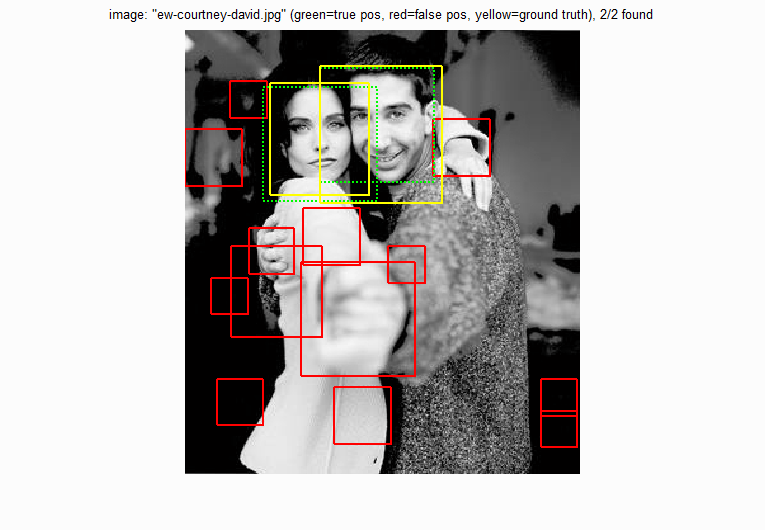 image: "ew-courtney-david.jpg" (green=true pos, red=false pos, yellow=ground truth), 2/2 found